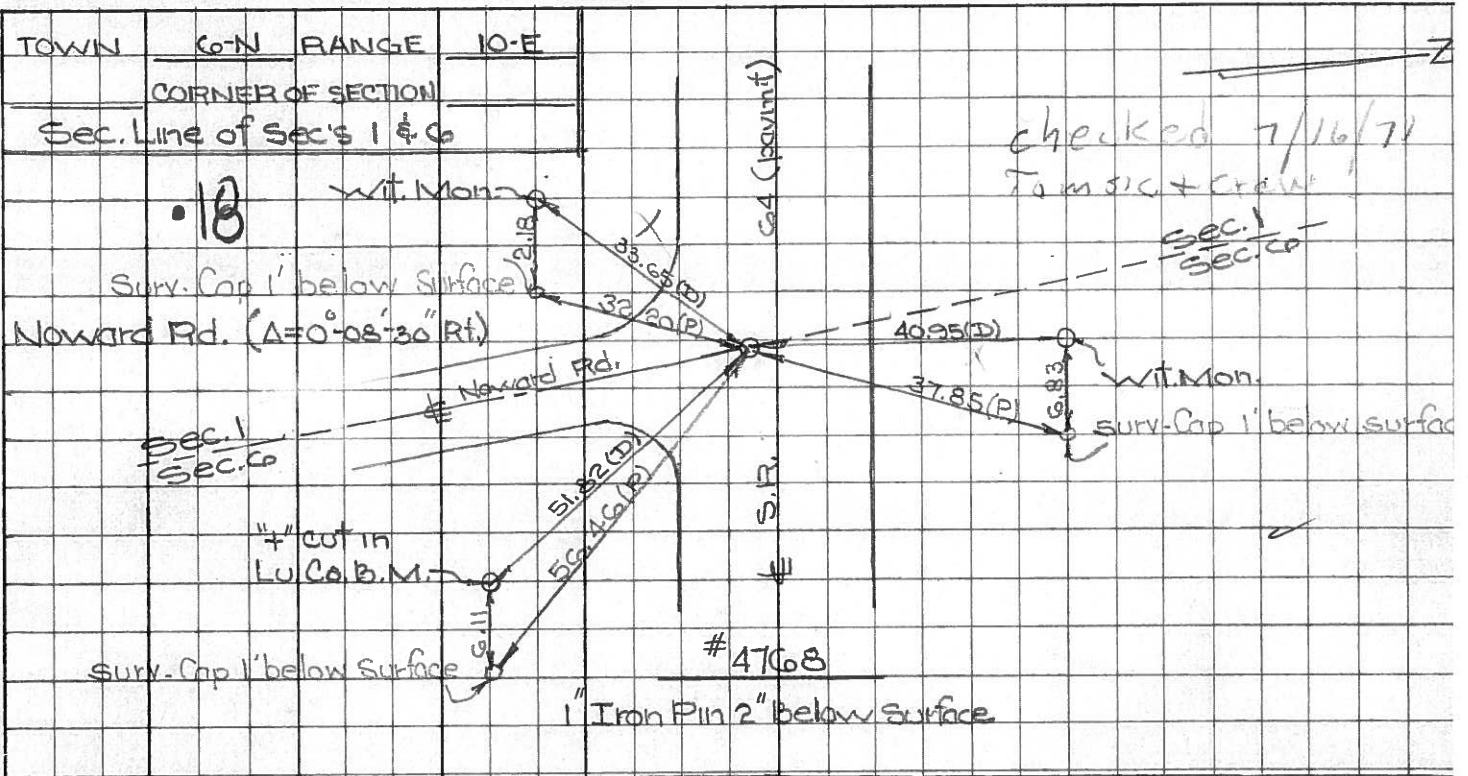 TOWN 6-N RANGE 10-E
CORNER OF SECTION
Sec. Line of Sec's 1 & 6
.18
Wit. Mon.
2.18
33.65(D)
X
Surv. Cap 1' below Surface
32.20(P)
Noward Rd. (Δ=0°-08'-30" Rt.)
℄ Noward Rd.
Sec. 1
Sec. 6
"+" cut in
Lu. Co. B.M.
51.82(D)
56.46(P)
6.11
Surv. Cap 1' below Surface
64 (pavmt)
℄ S.R.
N
checked 7/16/71
Tomsic + Crew
Sec. 1
Sec. 6
40.95(D)
Wit. Mon.
37.85(P)
6.83
Surv-Cap 1' below surfac
# 4768
1" Iron Pin 2" Below Surface